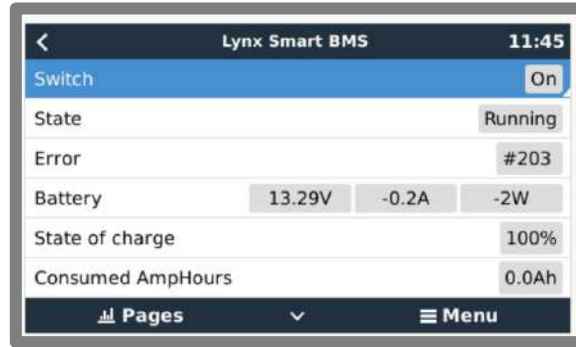 Lynx Smart BMS 11:45
Switch On
State Running
Error #203
Battery 13.29V -0.2A -2W
State of charge 100%
Consumed AmpHours 0.0Ah
Pages Menu